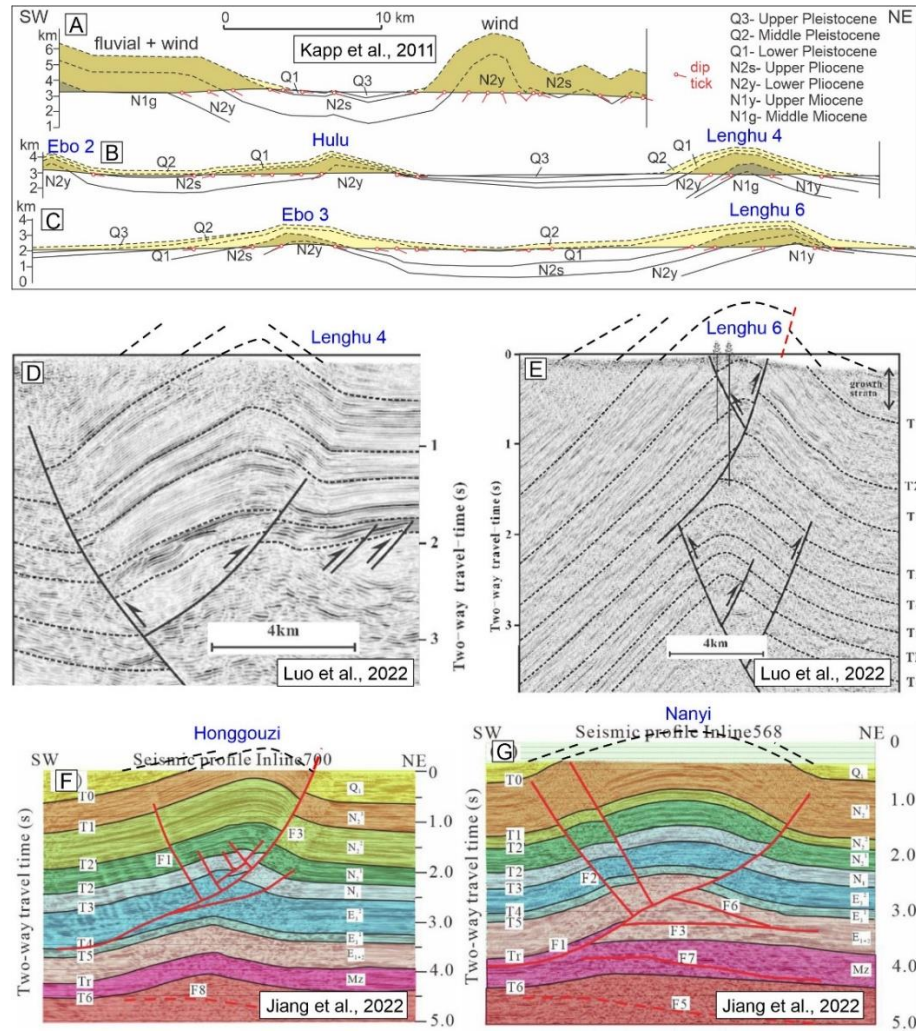 SW
NE
A
0 10 km
Kapp et al., 2011
fluvial + wind
wind
km
6
5
4
3
2
1
Q1
Q3
N1g
N2y
N2s
N2y
N2s
dip
tick
Q3- Upper Pleistocene
Q2- Middle Pleistocene
Q1- Lower Pleistocene
N2s- Upper Pliocene
N2y- Lower Pliocene
N1y- Upper Miocene
N1g- Middle Miocene
km
4
3
2
Ebo 2
B
Hulu
Lenghu 4
N2y
Q2
Q1
N2s
N2y
Q3
Q1
Q2
N2y
N1g
N1y
km
4
3
2
1
0
C
Ebo 3
Lenghu 6
Q3
Q2
Q1
N2s
N2y
N2s
Q2
Q1
N2y
N1y
D
Lenghu 4
1
2
3
Two-way travel-time (s)
4km
Luo et al., 2022
E
Lenghu 6
0
1
2
3
Two-way travel-time (s)
growth
strata
4km
Luo et al., 2022
Honggouzi
SW
NE
Seismic profile Inline700
F
Two-way travel time (s)
T0
T1
T2
T2
T3
T4
T5
Tr
T6
F1
F3
F8
0
1.0
2.0
3.0
4.0
5.0
Mz
Jiang et al., 2022
Nanyi
SW
NE
Seismic profile Inline568
G
Two-way travel time (s)
T0
T1
T2
T2
T3
T4
T5
Tr
T6
F2
F1
F6
F3
F7
F5
0
1.0
2.0
3.0
4.0
5.0
Mz
Jiang et al., 2022